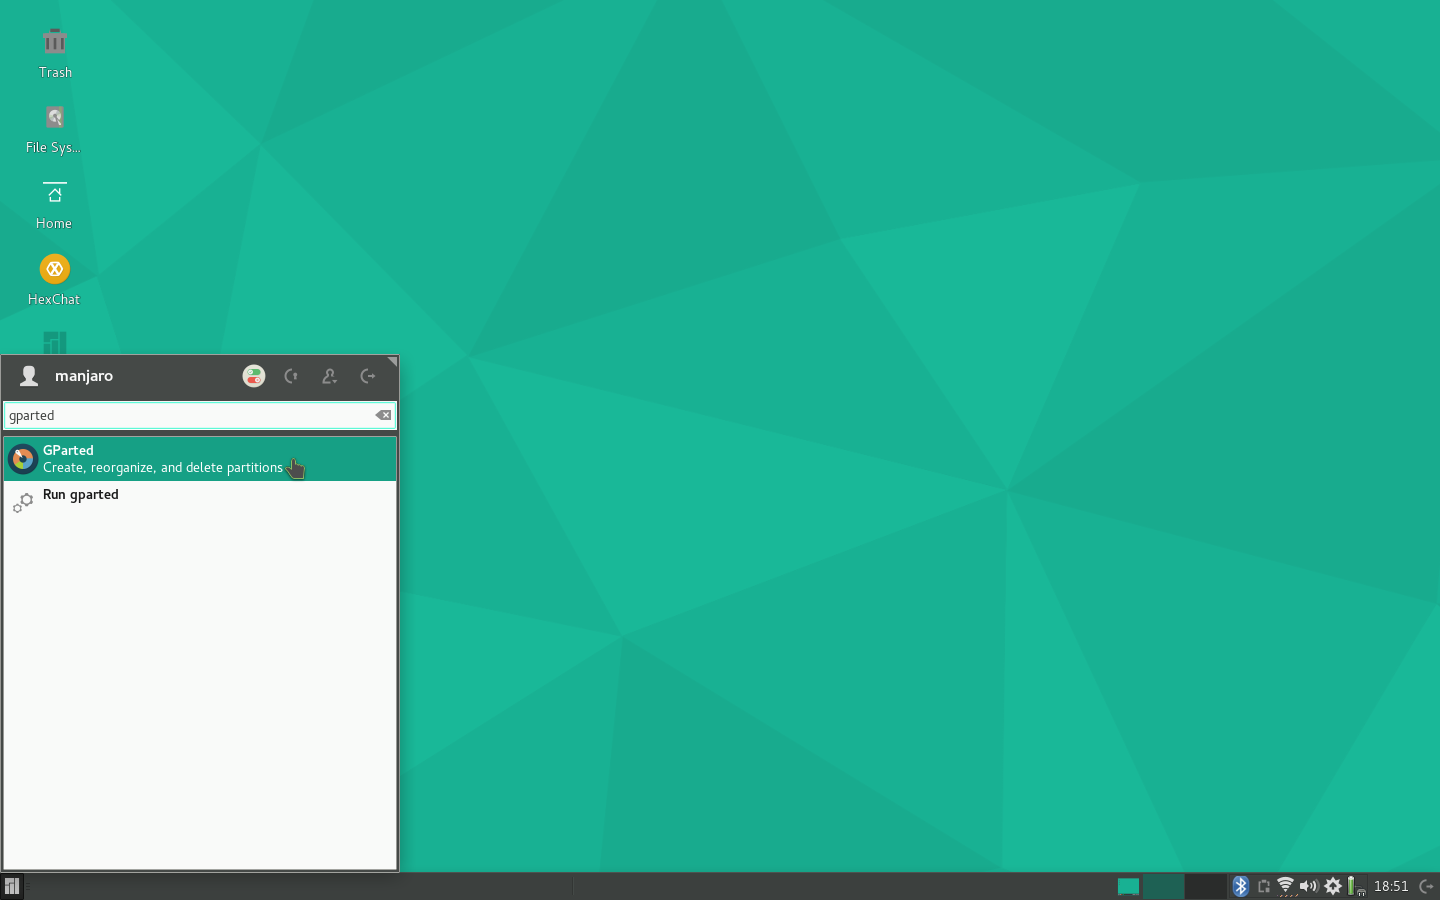 Trash
File Sys...
Home
HexChat
manjaro
gparted
GParted
Create, reorganize, and delete partitions
Run gparted
18:51